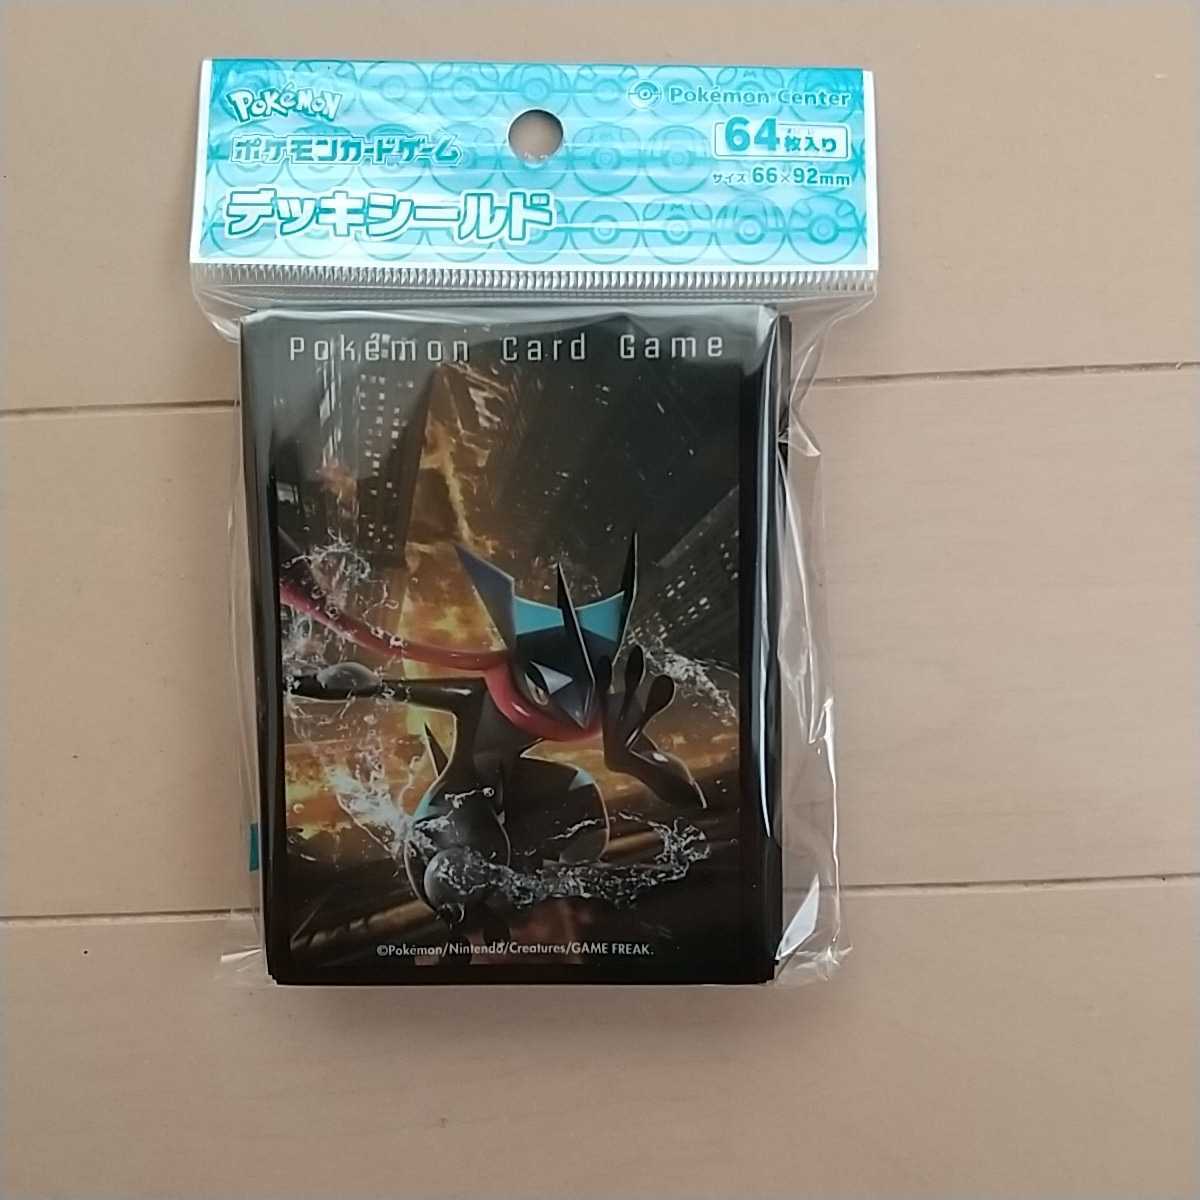 Pokémon
ポケモンカードゲーム
デッキシールド
Pokémon Center
64枚入り
サイズ 66×92mm
Pokémon Card Game
©Pokémon/Nintendo/Creatures/GAME FREAK.